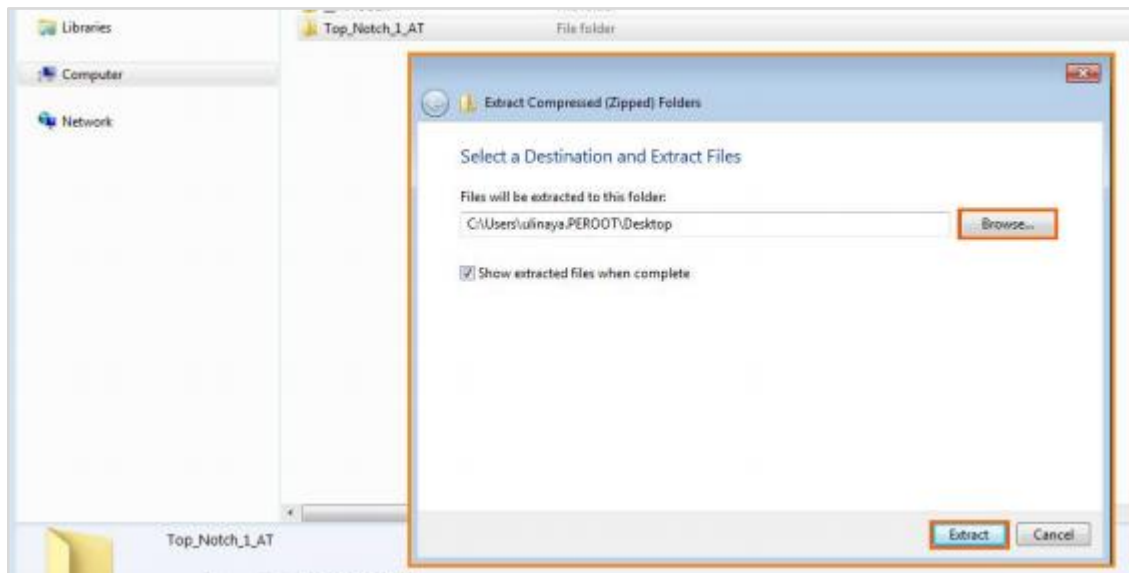 Libraries
Top_Notch_1_AT
File folder
Computer
Network
Extract Compressed (Zipped) Folders
Select a Destination and Extract Files
Files will be extracted to this folder:
C:\Users\ulinaya.PEROOT\Desktop
Browse...
Show extracted files when complete
Extract
Cancel
Top_Notch_1_AT